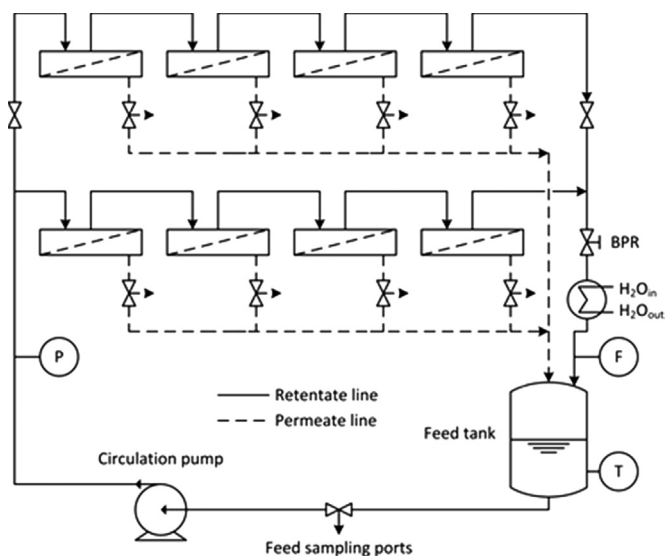 BPR
H₂Oᵢₙ
H₂Oₒᵤₜ
P
F
Retentate line
Permeate line
Feed tank
T
Circulation pump
Feed sampling ports